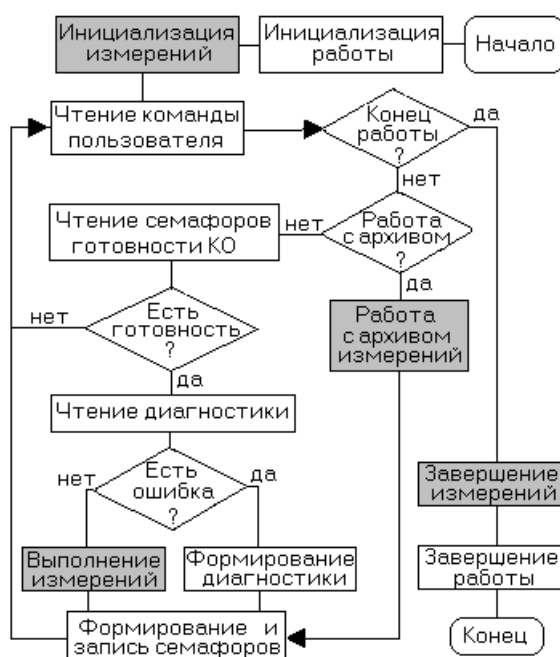 Инициализация
измерений
Инициализация
работы
Начало
Чтение команды
пользователя
Конец
работы
?
да
нет
Чтение семафоров
готовности КО
нет
Работа
с архивом
?
да
нет
Есть
готовность
?
да
Работа
с архивом
измерений
Чтение диагностики
нет
Есть
ошибка
?
да
Завершение
измерений
Выполнение
измерений
Формирование
диагностики
Завершение
работы
Формирование и
запись семафоров
Конец